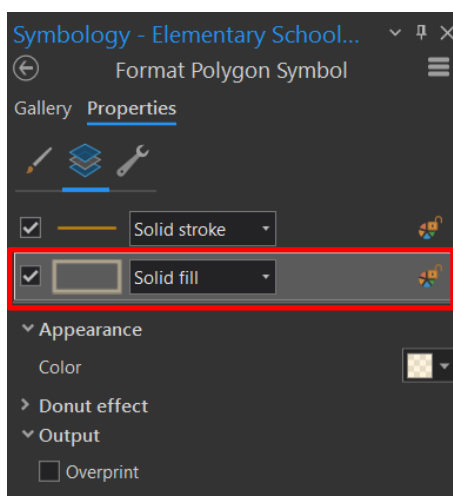 Symbology - Elementary School...
Format Polygon Symbol
Gallery Properties
Solid stroke
Solid fill
Appearance
Color
Donut effect
Output
Overprint